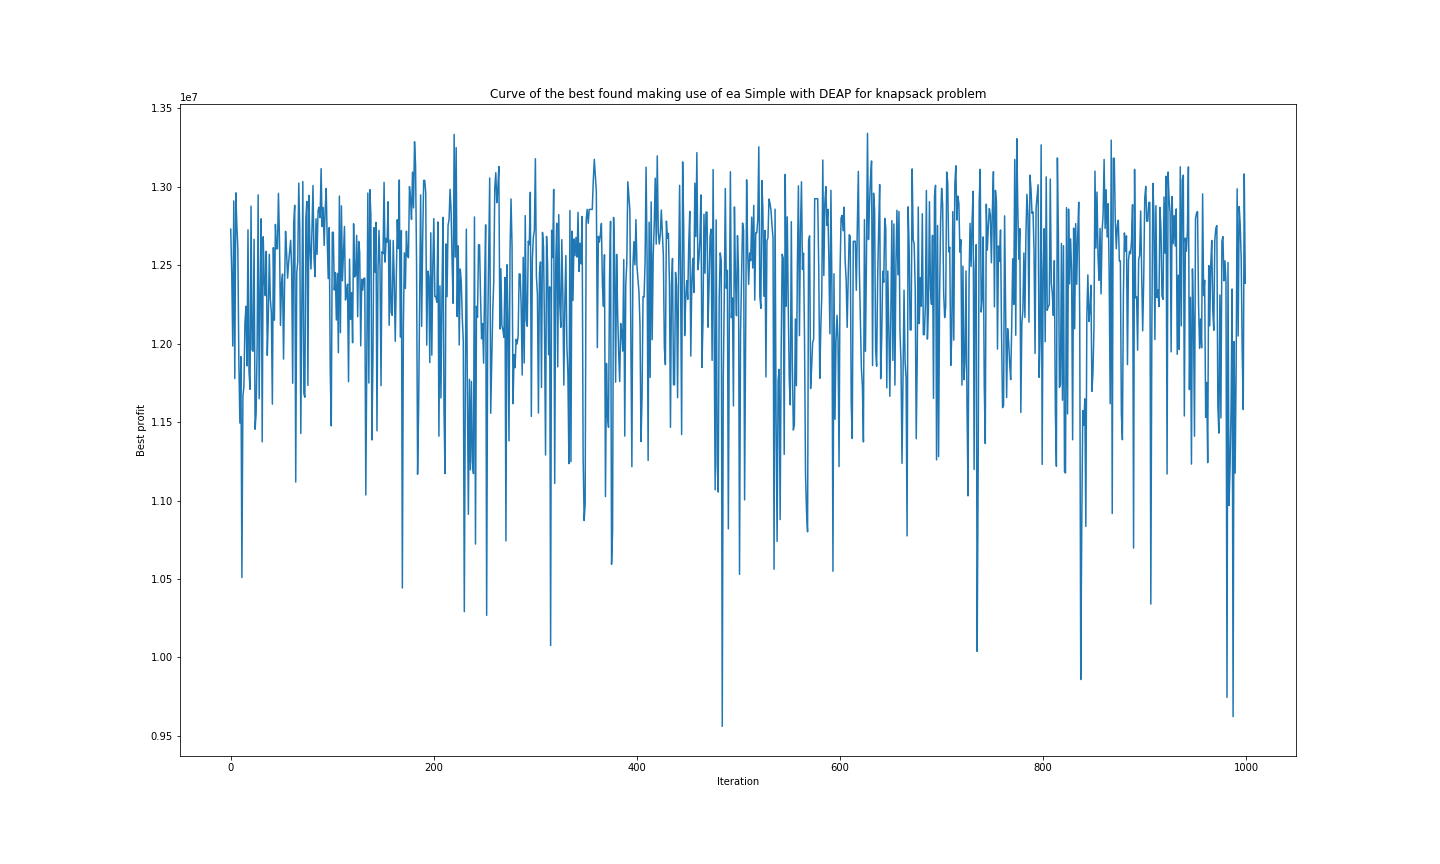 Curve of the best found making use of ea Simple with DEAP for knapsack problem
1e7
1.35
1.30
1.25
1.20
1.15
1.10
1.05
1.00
0.95
Best profit
0 200 400 600 800 1000
Iteration